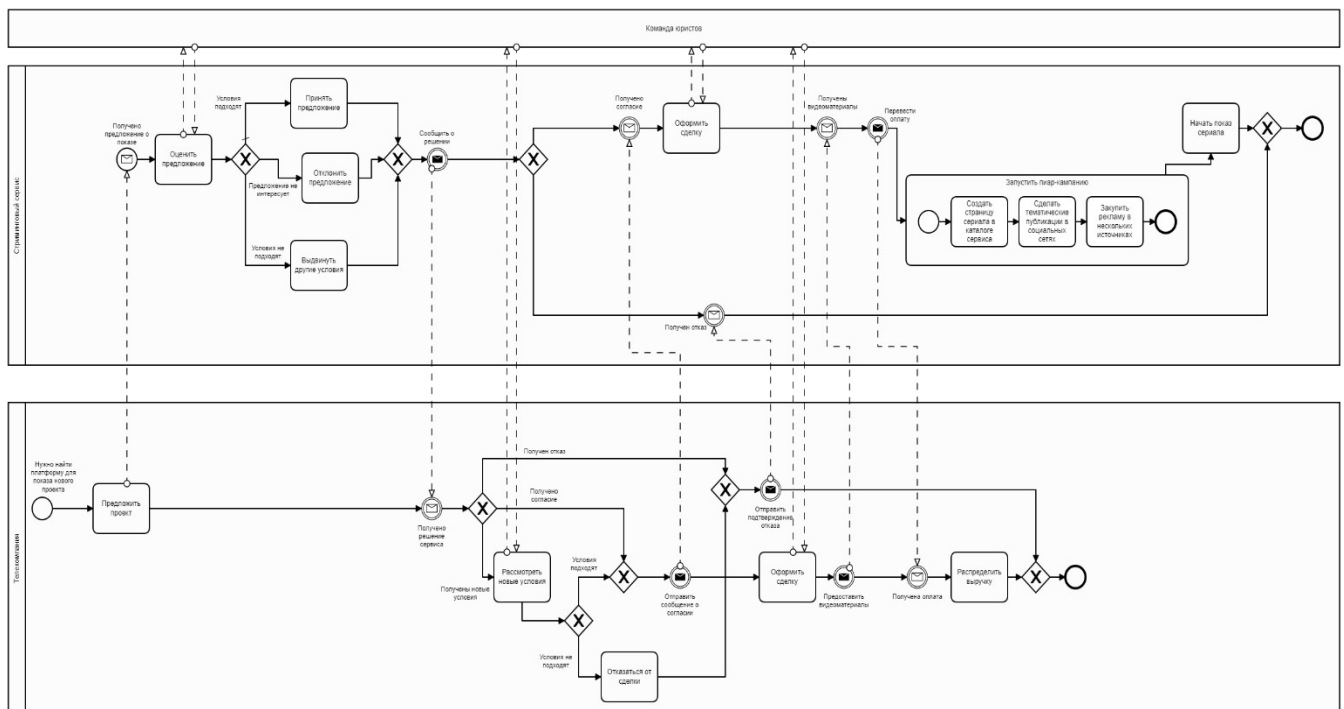 Команда юристов
Стриминговый сервис
Получено
предложение о
показе
Оценить
предложение
Условия
подходят
Принять
предложение
Предложение не
интересует
Отклонить
предложение
Условия не
подходят
Выдвинуть
другие условия
Сообщить о
решении
Получено
согласие
Оформить
сделку
Получены
видеоматериалы
Перевести
оплату
Запустить пиар-кампанию
Создать
страницу
сериала в
каталоге
сервиса
Сделать
тематические
публикации в
социальных
сетях
Закупить
рекламу в
нескольких
источниках
Начать показ
сериала
Получен отказ
Телекомпания
Нужно найти
платформу для
показа нового
проекта
Предложить
проект
Получено
решение
сервиса
Получен отказ
Получено
согласие
Получены новые
условия
Рассмотреть
новые условия
Условия
подходят
Условия не
подходят
Отказаться от
сделки
Отправить
сообщение о
согласии
Отправить
подтверждение
отказа
Оформить
сделку
Предоставить
видеоматериалы
Получена оплата
Распределить
выручку